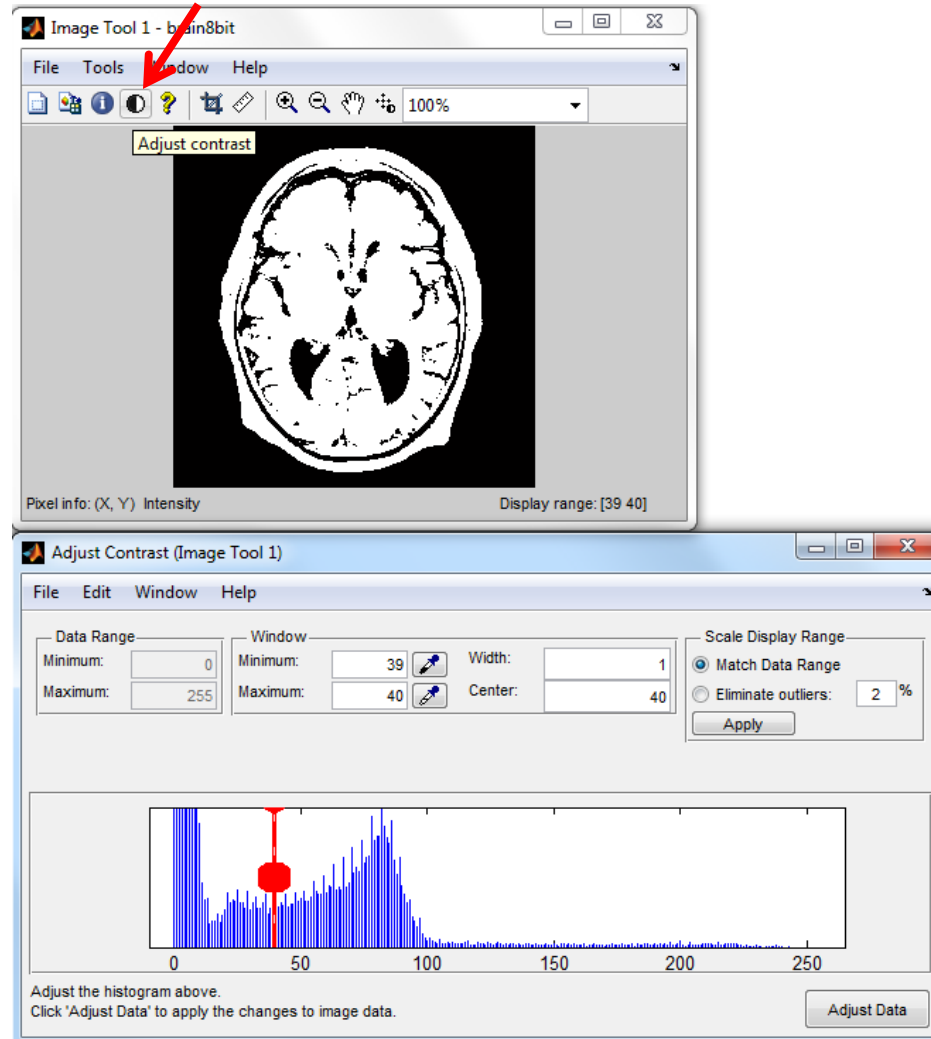 Image Tool 1 - brain8bit
File Tools Window Help
100%
Adjust contrast
Pixel info: (X, Y) Intensity Display range: [39 40]
Adjust Contrast (Image Tool 1)
File Edit Window Help
Data Range Window Scale Display Range
Minimum: 0 Minimum: 39 Width: 1 Match Data Range
Maximum: 255 Maximum: 40 Center: 40 Eliminate outliers: 2 %
Apply
0 50 100 150 200 250
Adjust the histogram above.
Click 'Adjust Data' to apply the changes to image data. Adjust Data